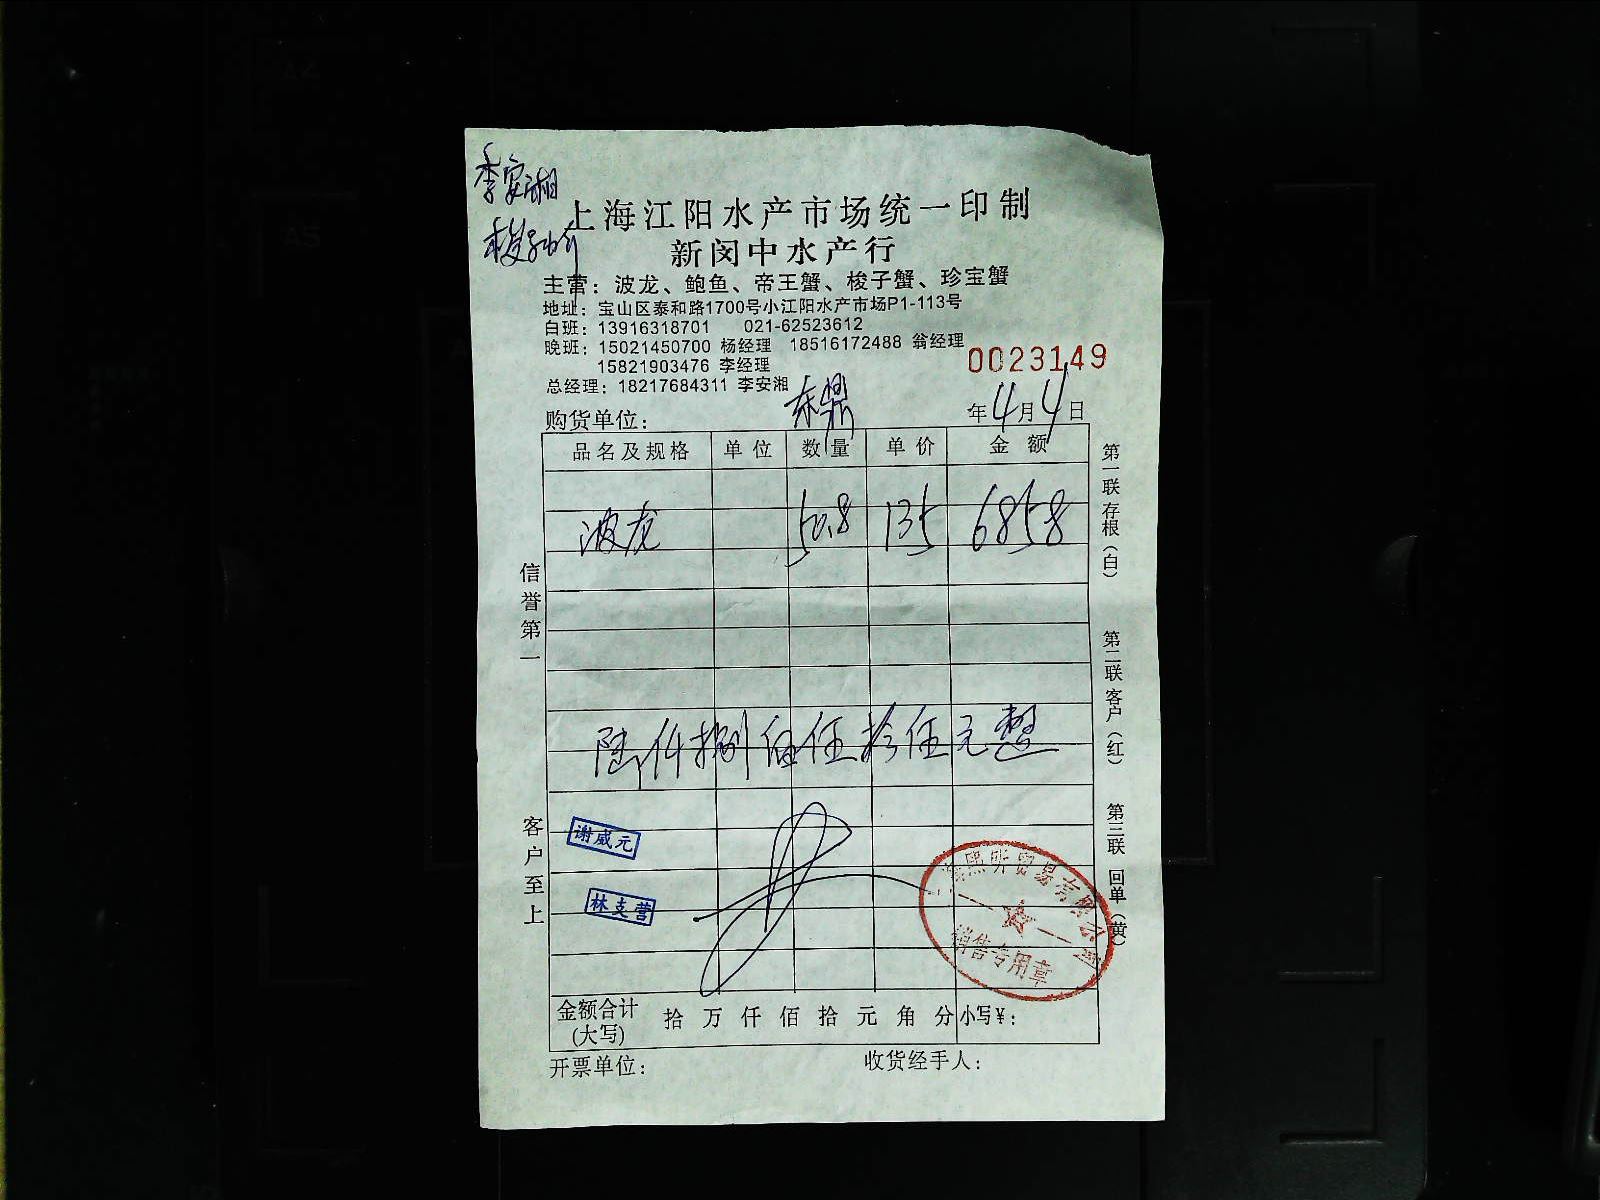 李安湘
上海江阳水产市场统一印制
新闵中水产行
主营：波龙、鲍鱼、帝王蟹、梭子蟹、珍宝蟹
地址：宝山区泰和路1700号小江阳水产市场P1-113号
白班：13916318701 021-62523612
晚班：15021450700 杨经理 18516172488 翁经理
15821903476 李经理
0023149
总经理：18217684311 李安湘
购货单位：东鼎 年4月4日
品名及规格 单位 数量 单价 金额
波龙 50.8 135 6858
陆仟捌佰伍拾伍元整
谢威元
林支营
贸易有限公司
销售专用章
金额合计(大写) 拾 万 仟 佰 拾 元 角 分 小写¥：
开票单位： 收货经手人：
信誉第一
客户至上
第一联 存根（白）
第二联 客户（红）
第三联 回单（黄）